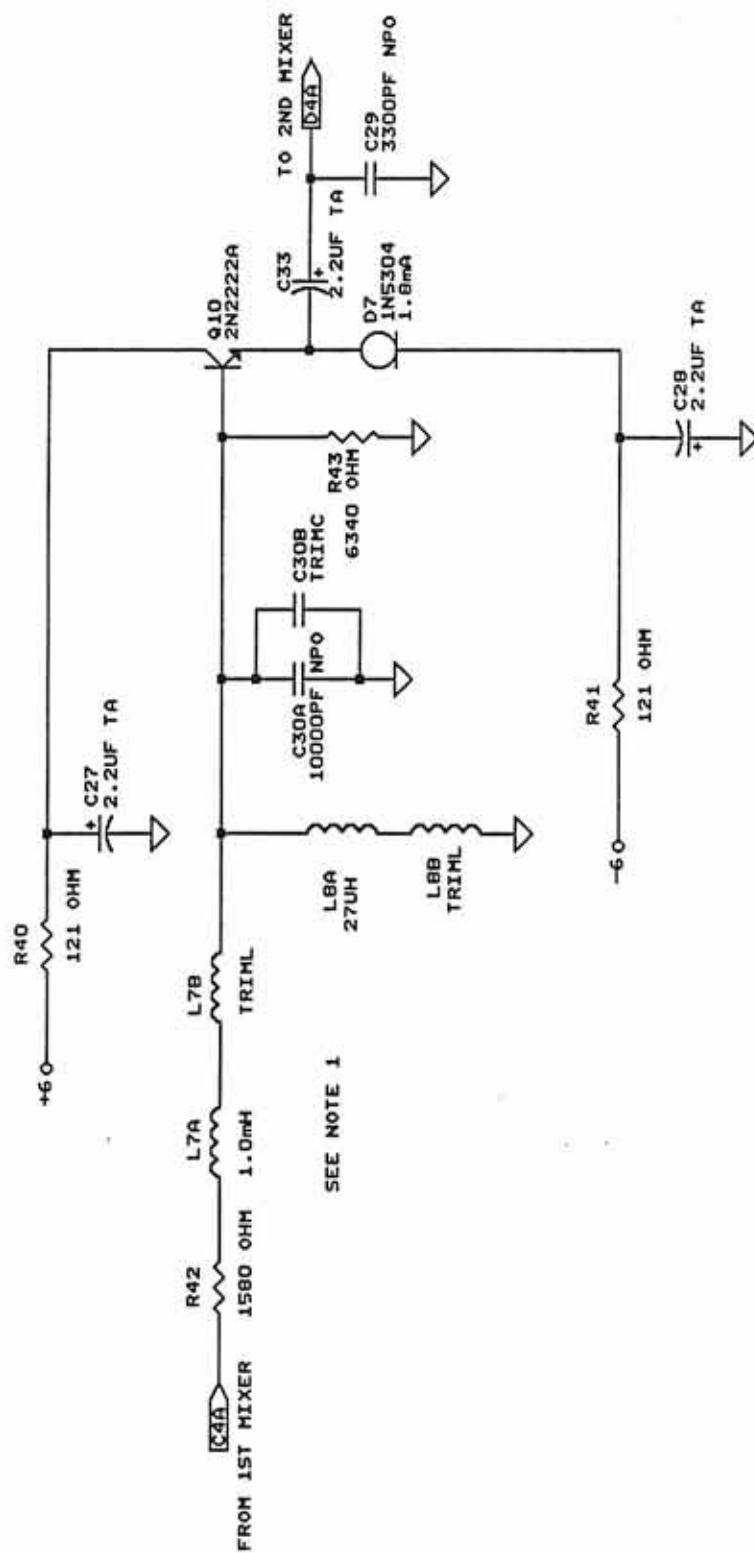 +6
R40
121 OHM
C27
2.2UF TA
Q10
2N2222A
TO 2ND MIXER
D4A
C33
2.2UF TA
+
C29
3300PF NPO
FROM 1ST MIXER
C4A
R42
1580 OHM
L7A
1.0mH
L7B
TRIML
L8A
27UH
L8B
TRIML
C30A
10000PF NPO
C30B
TRIMC
R43
6340 OHM
D7
1N5304
1.8mA
SEE NOTE 1
-6
R41
121 OHM
C28
2.2UF TA
+
+